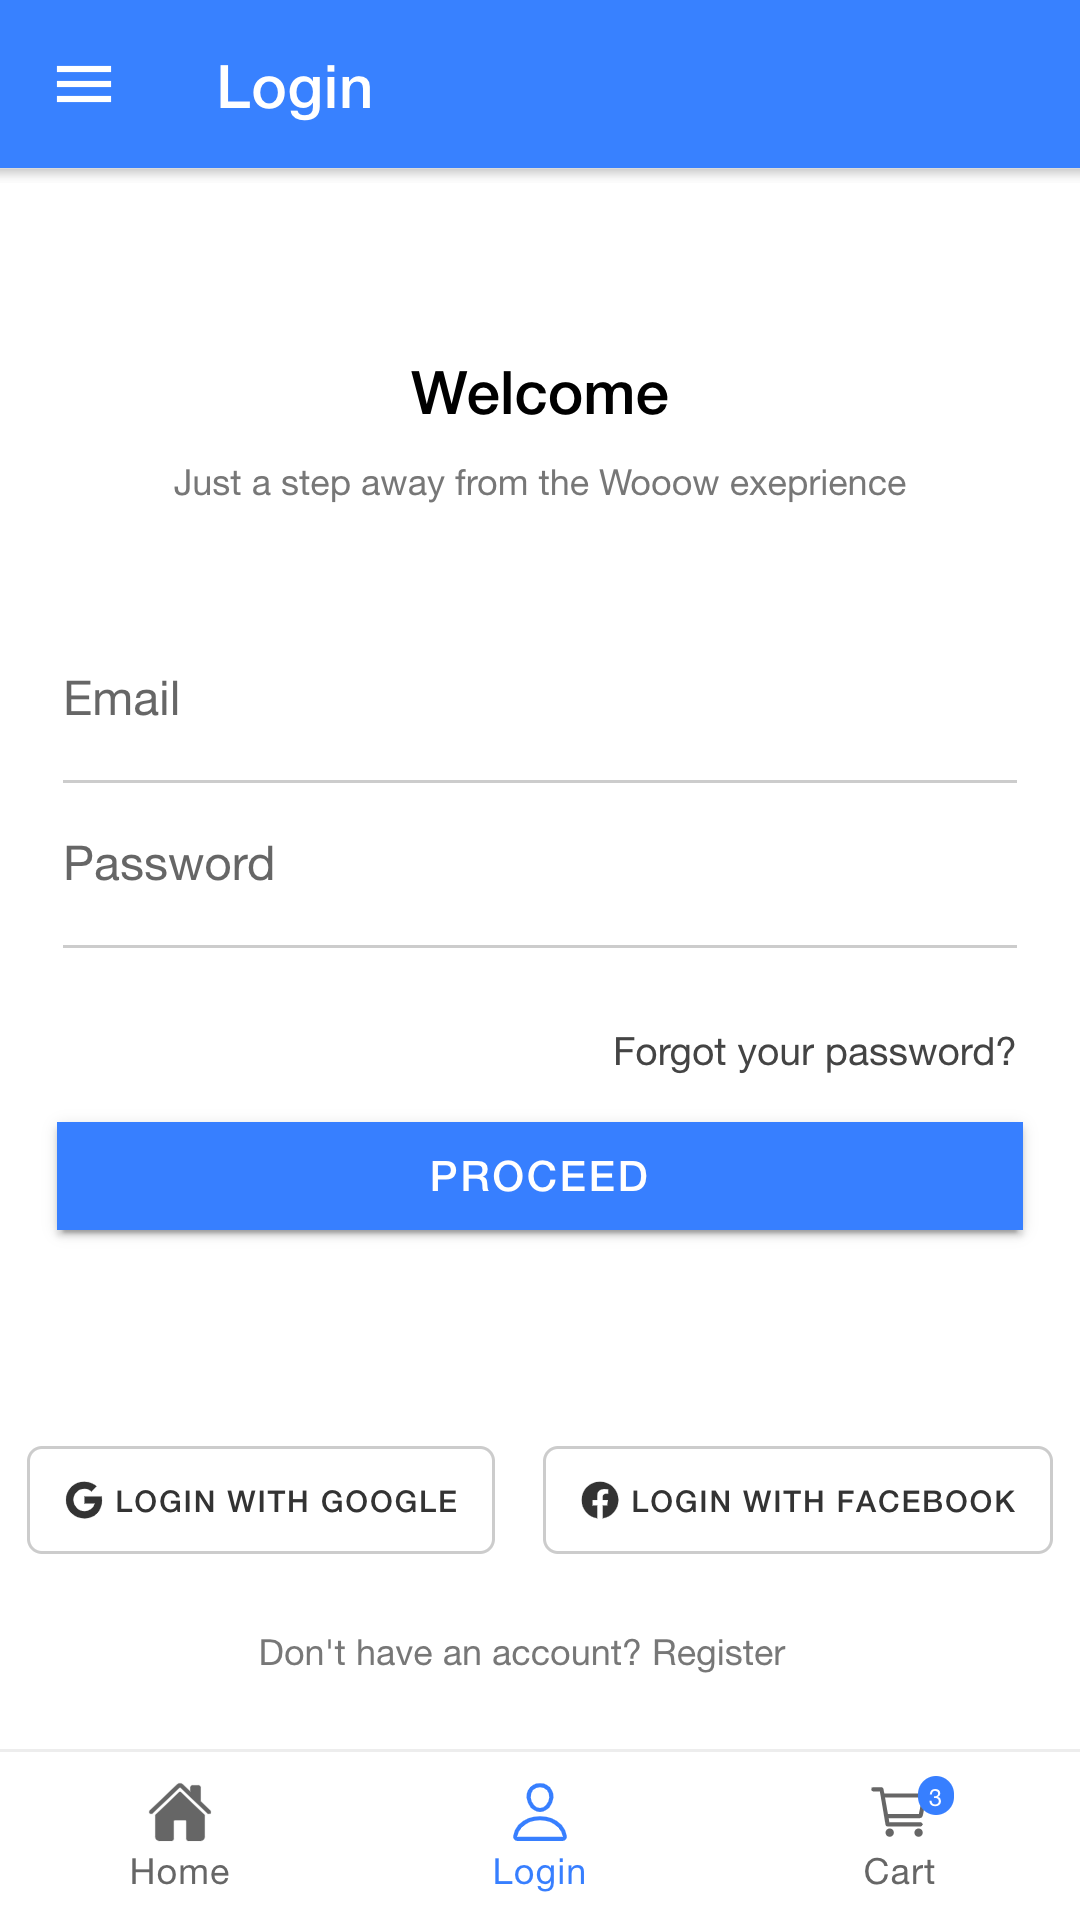 Login
Welcome
Just a step away from the Wooow exeprience
Email
Password
Forgot your password?
PROCEED
LOGIN WITH GOOGLE
LOGIN WITH FACEBOOK
Don't have an account? Register
3
Home
Login
Cart